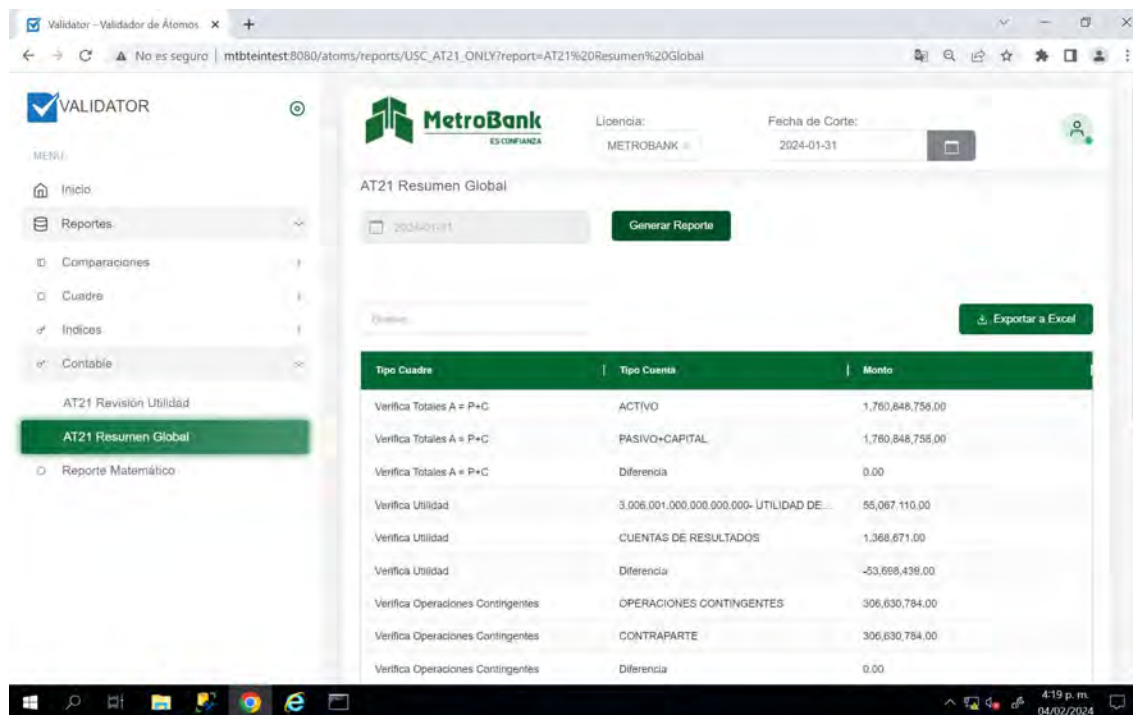 Validator – Validador de Átomos
No es seguro | mtbteintest:8080/atoms/reports/USC_AT21_ONLY?report=AT21%20Resumen%20Global
VALIDATOR
MENU
Inicio
Reportes
Comparaciones
Cuadre
Indices
Contable
AT21 Revisión Utilidad
AT21 Resumen Global
Reporte Matemático
MetroBank
ES CONFIANZA
Licencia:
METROBANK
Fecha de Corte:
2024-01-31
AT21 Resumen Global
2024-01-31
Generar Reporte
Exportar a Excel
Tipo Cuadre Tipo Cuenta Monto
Verifica Totales A = P+C ACTIVO 1,760,848,758.00
Verifica Totales A = P+C PASIVO+CAPITAL 1,760,848,758.00
Verifica Totales A = P+C Diferencia 0.00
Verifica Utilidad 3.006.001.000.000.000.000- UTILIDAD DE... 55,067,110.00
Verifica Utilidad CUENTAS DE RESULTADOS 1,368,671.00
Verifica Utilidad Diferencia -53,698,439.00
Verifica Operaciones Contingentes OPERACIONES CONTINGENTES 306,630,784.00
Verifica Operaciones Contingentes CONTRAPARTE 306,630,784.00
Verifica Operaciones Contingentes Diferencia 0.00
4:19 p. m.
04/02/2024